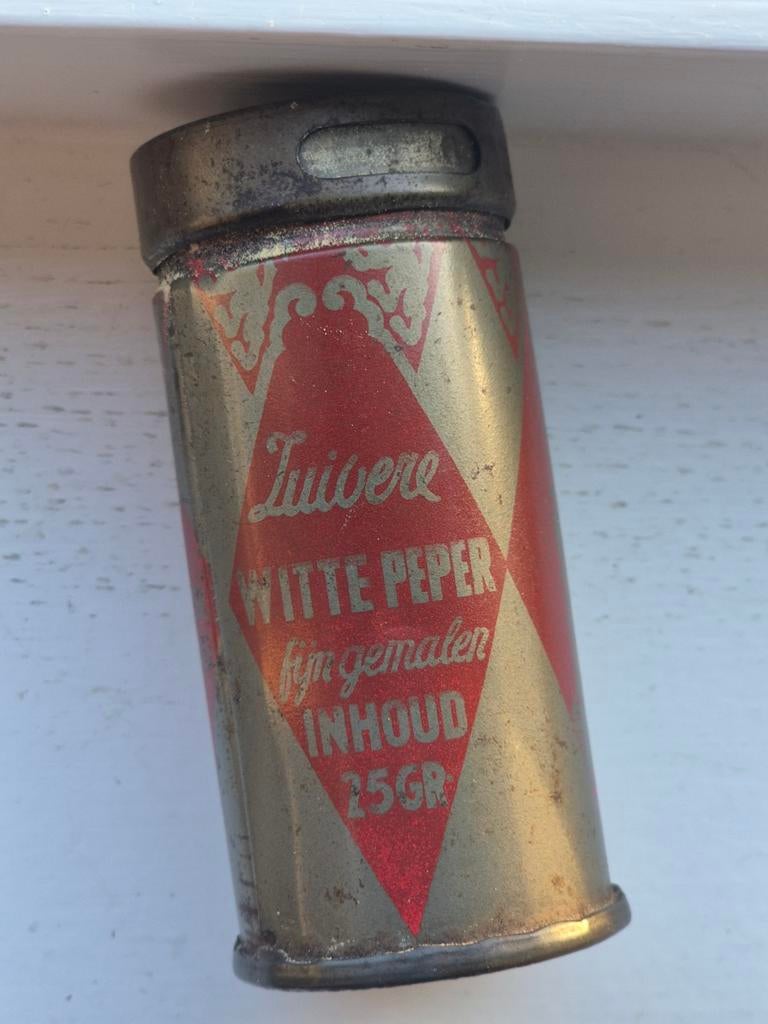 Zuivere
WITTE PEPER
fijn gemalen
INHOUD
25GR.